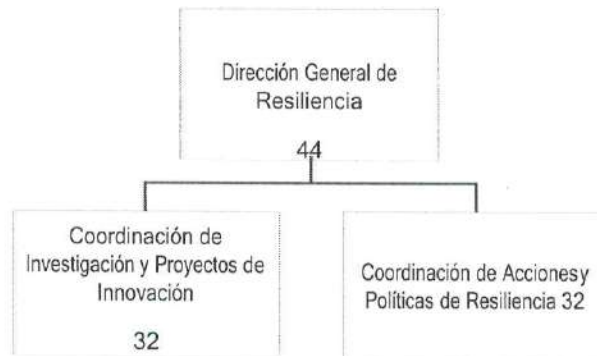 Dirección General de
Resiliencia
44
Coordinación de
Investigación y Proyectos de
Innovación
32
Coordinación de Accionesy
Políticas de Resiliencia 32